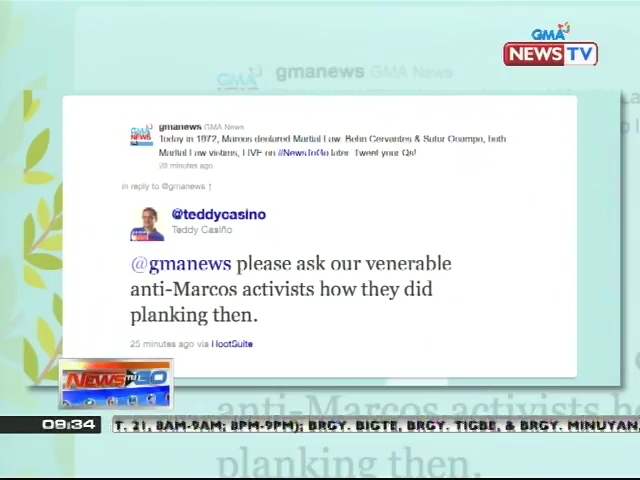 GMA
NEWS TV
gmanews GMA News
gmanews GMA News
Today in 1972, Marcos declared Martial Law. Behn Cervantes & Satur Ocampo, both
Martial Law victims, LIVE on #NewsToGo later. Tweet your Qs!
28 minutes ago
in reply to @gmanews ↑
@teddycasino
Teddy Casiño
@gmanews please ask our venerable
anti-Marcos activists how they did
planking then.
25 minutes ago via HootSuite
NEWS TO GO
anti-Marcos activists ho
09:34
T. 21, 8AM-9AM; 8PM-9PM); BRGY. BIGTE, BRGY. TIGBE, & BRGY. MINUYAN,
planking then.